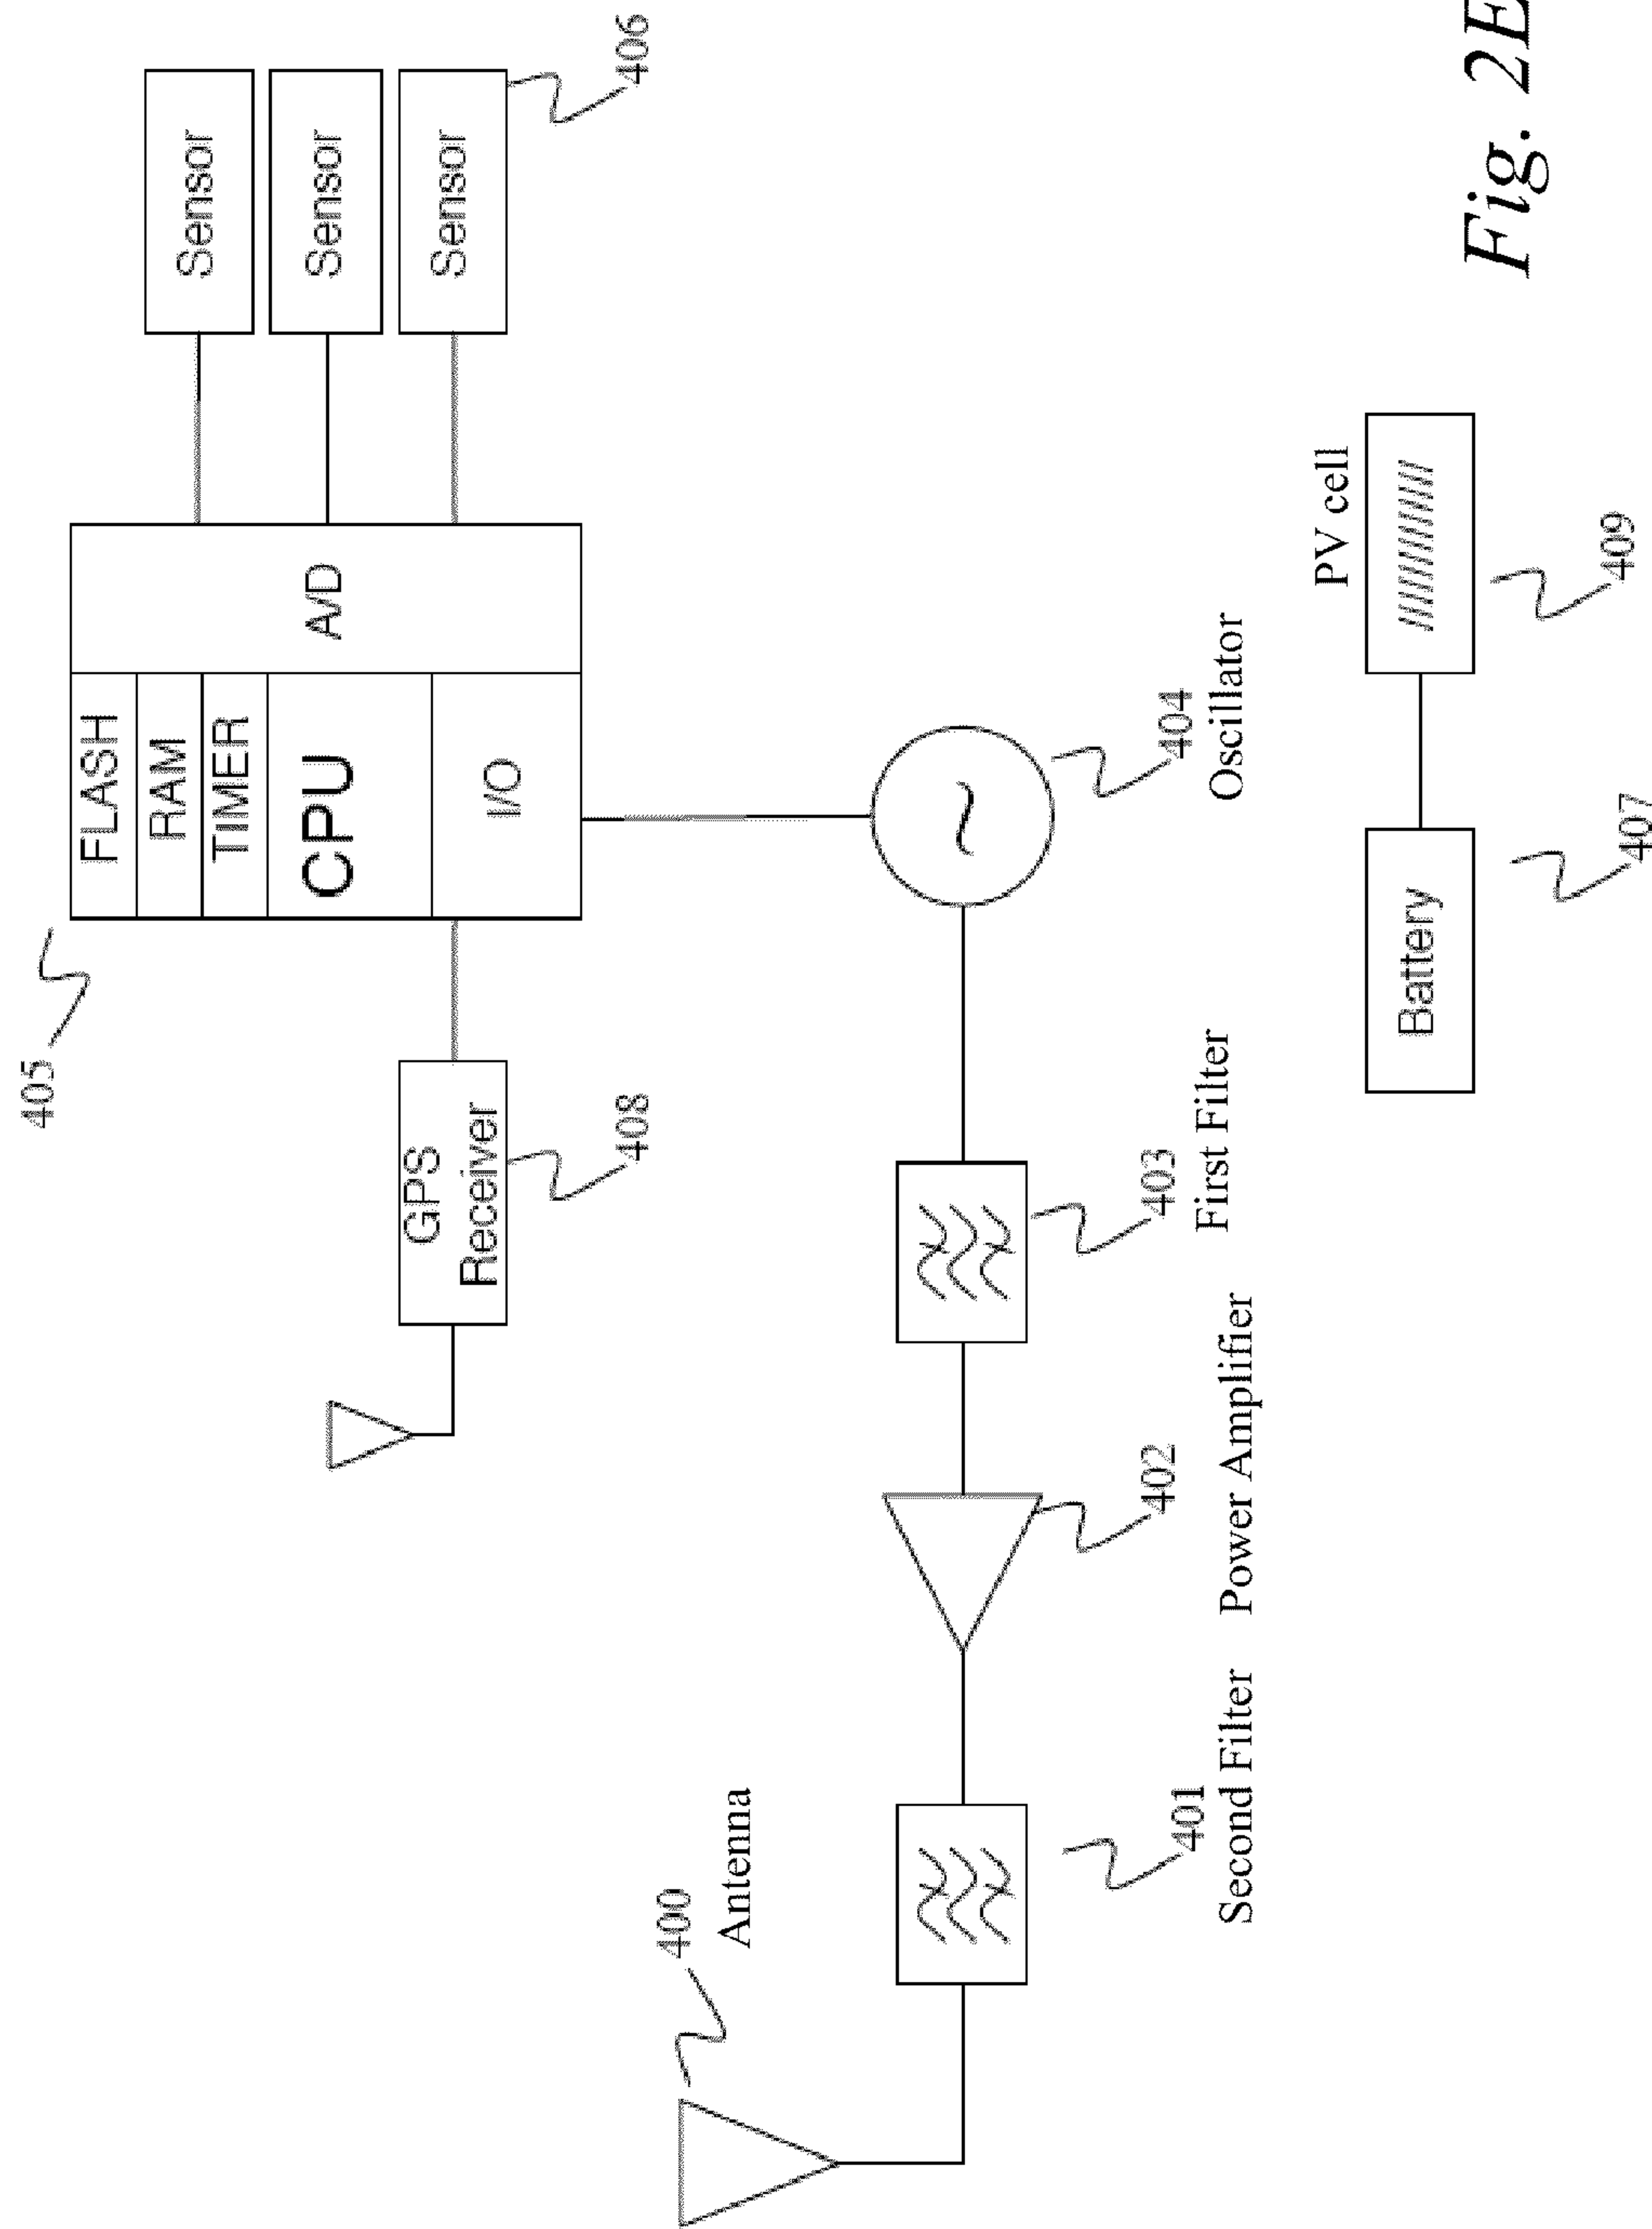 405
FLASH
RAM
TIMER
CPU
I/O
A/D
Sensor
Sensor
Sensor
406
GPS
Receiver
408
400
Antenna
401
Second Filter
402
Power Amplifier
403
First Filter
404
Oscillator
Battery
407
PV cell
409
Fig. 2E